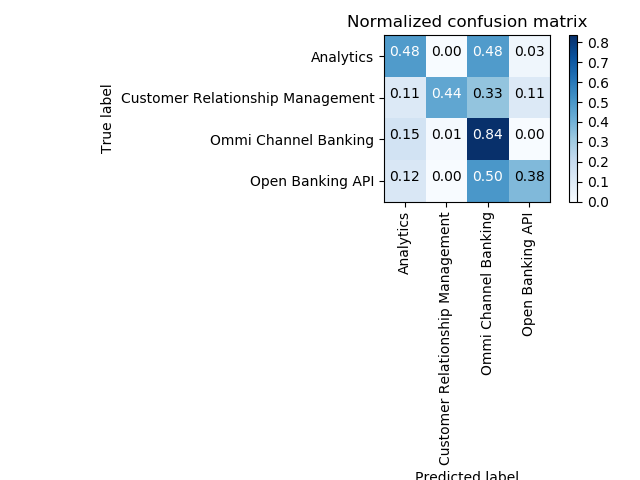 Normalized confusion matrix
True label
Analytics 0.48 0.00 0.48 0.03
Customer Relationship Management 0.11 0.44 0.33 0.11
Ommi Channel Banking 0.15 0.01 0.84 0.00
Open Banking API 0.12 0.00 0.50 0.38
Analytics
Customer Relationship Management
Ommi Channel Banking
Open Banking API
Predicted label
0.8
0.7
0.6
0.5
0.4
0.3
0.2
0.1
0.0